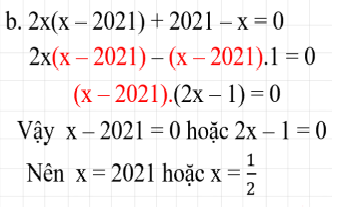 b. 2x(x – 2021) + 2021 – x = 0
2x(x – 2021) – (x – 2021).1 = 0
(x – 2021).(2x – 1) = 0
Vậy x – 2021 = 0 hoặc 2x – 1 = 0
Nên x = 2021 hoặc x = 1/2